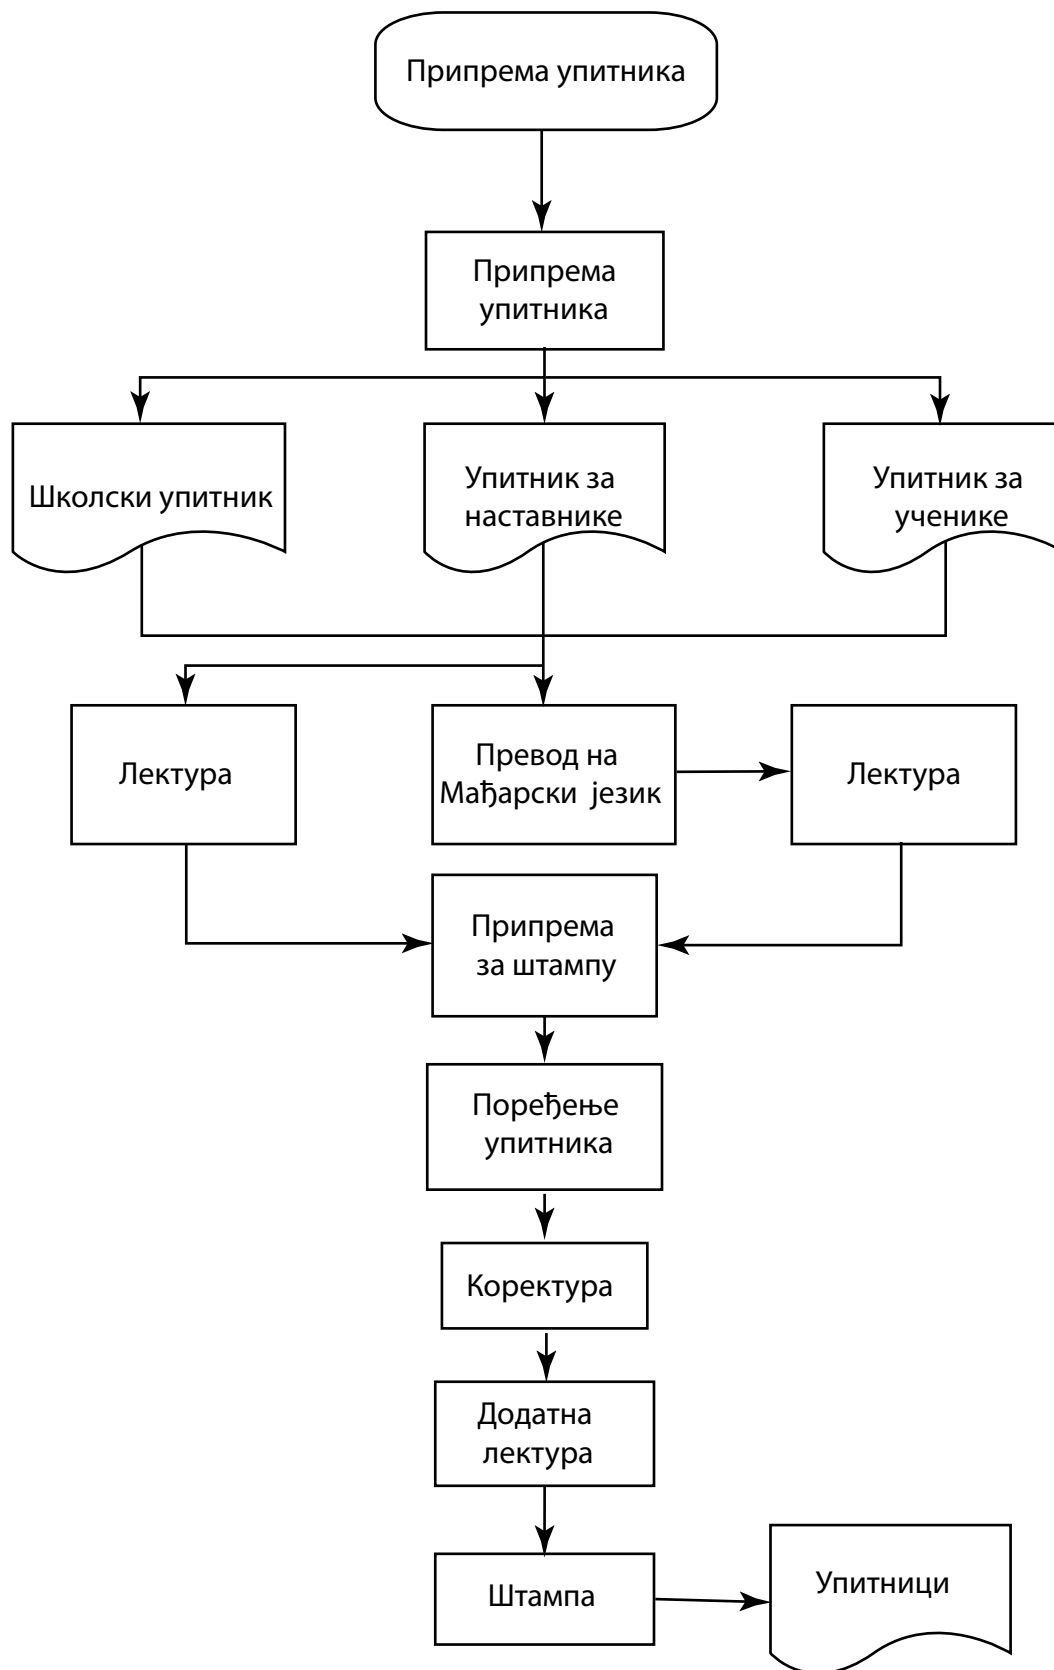 Припрема упитника
Припрема
упитника
Школски упитник
Упитник за
наставнике
Упитник за
ученике
Лектура
Превод на
Мађарски језик
Лектура
Припрема
за штампу
Поређење
упитника
Коректура
Додатна
лектура
Штампа
Упитници